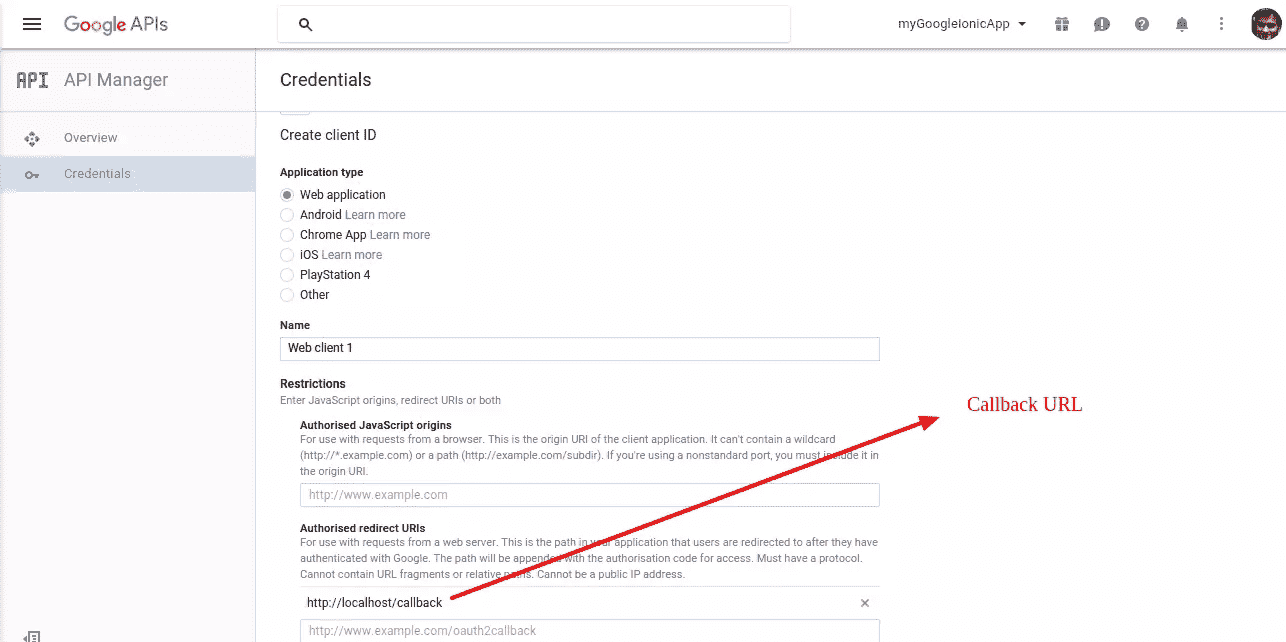 Google APIs
myGoogleIonicApp
API API Manager
Credentials
Overview
Credentials
Create client ID
Application type
Web application
Android Learn more
Chrome App Learn more
iOS Learn more
PlayStation 4
Other
Name
Web client 1
Restrictions
Enter JavaScript origins, redirect URIs or both
Callback URL
Authorised JavaScript origins
For use with requests from a browser. This is the origin URI of the client application. It can't contain a wildcard
(http://*.example.com) or a path (http://example.com/subdir). If you're using a nonstandard port, you must include it in
the origin URI.
http://www.example.com
Authorised redirect URIs
For use with requests from a web server. This is the path in your application that users are redirected to after they have
authenticated with Google. The path will be appended with the authorisation code for access. Must have a protocol.
Cannot contain URL fragments or relative paths. Cannot be a public IP address.
http://localhost/callback
http://www.example.com/oauth2callback